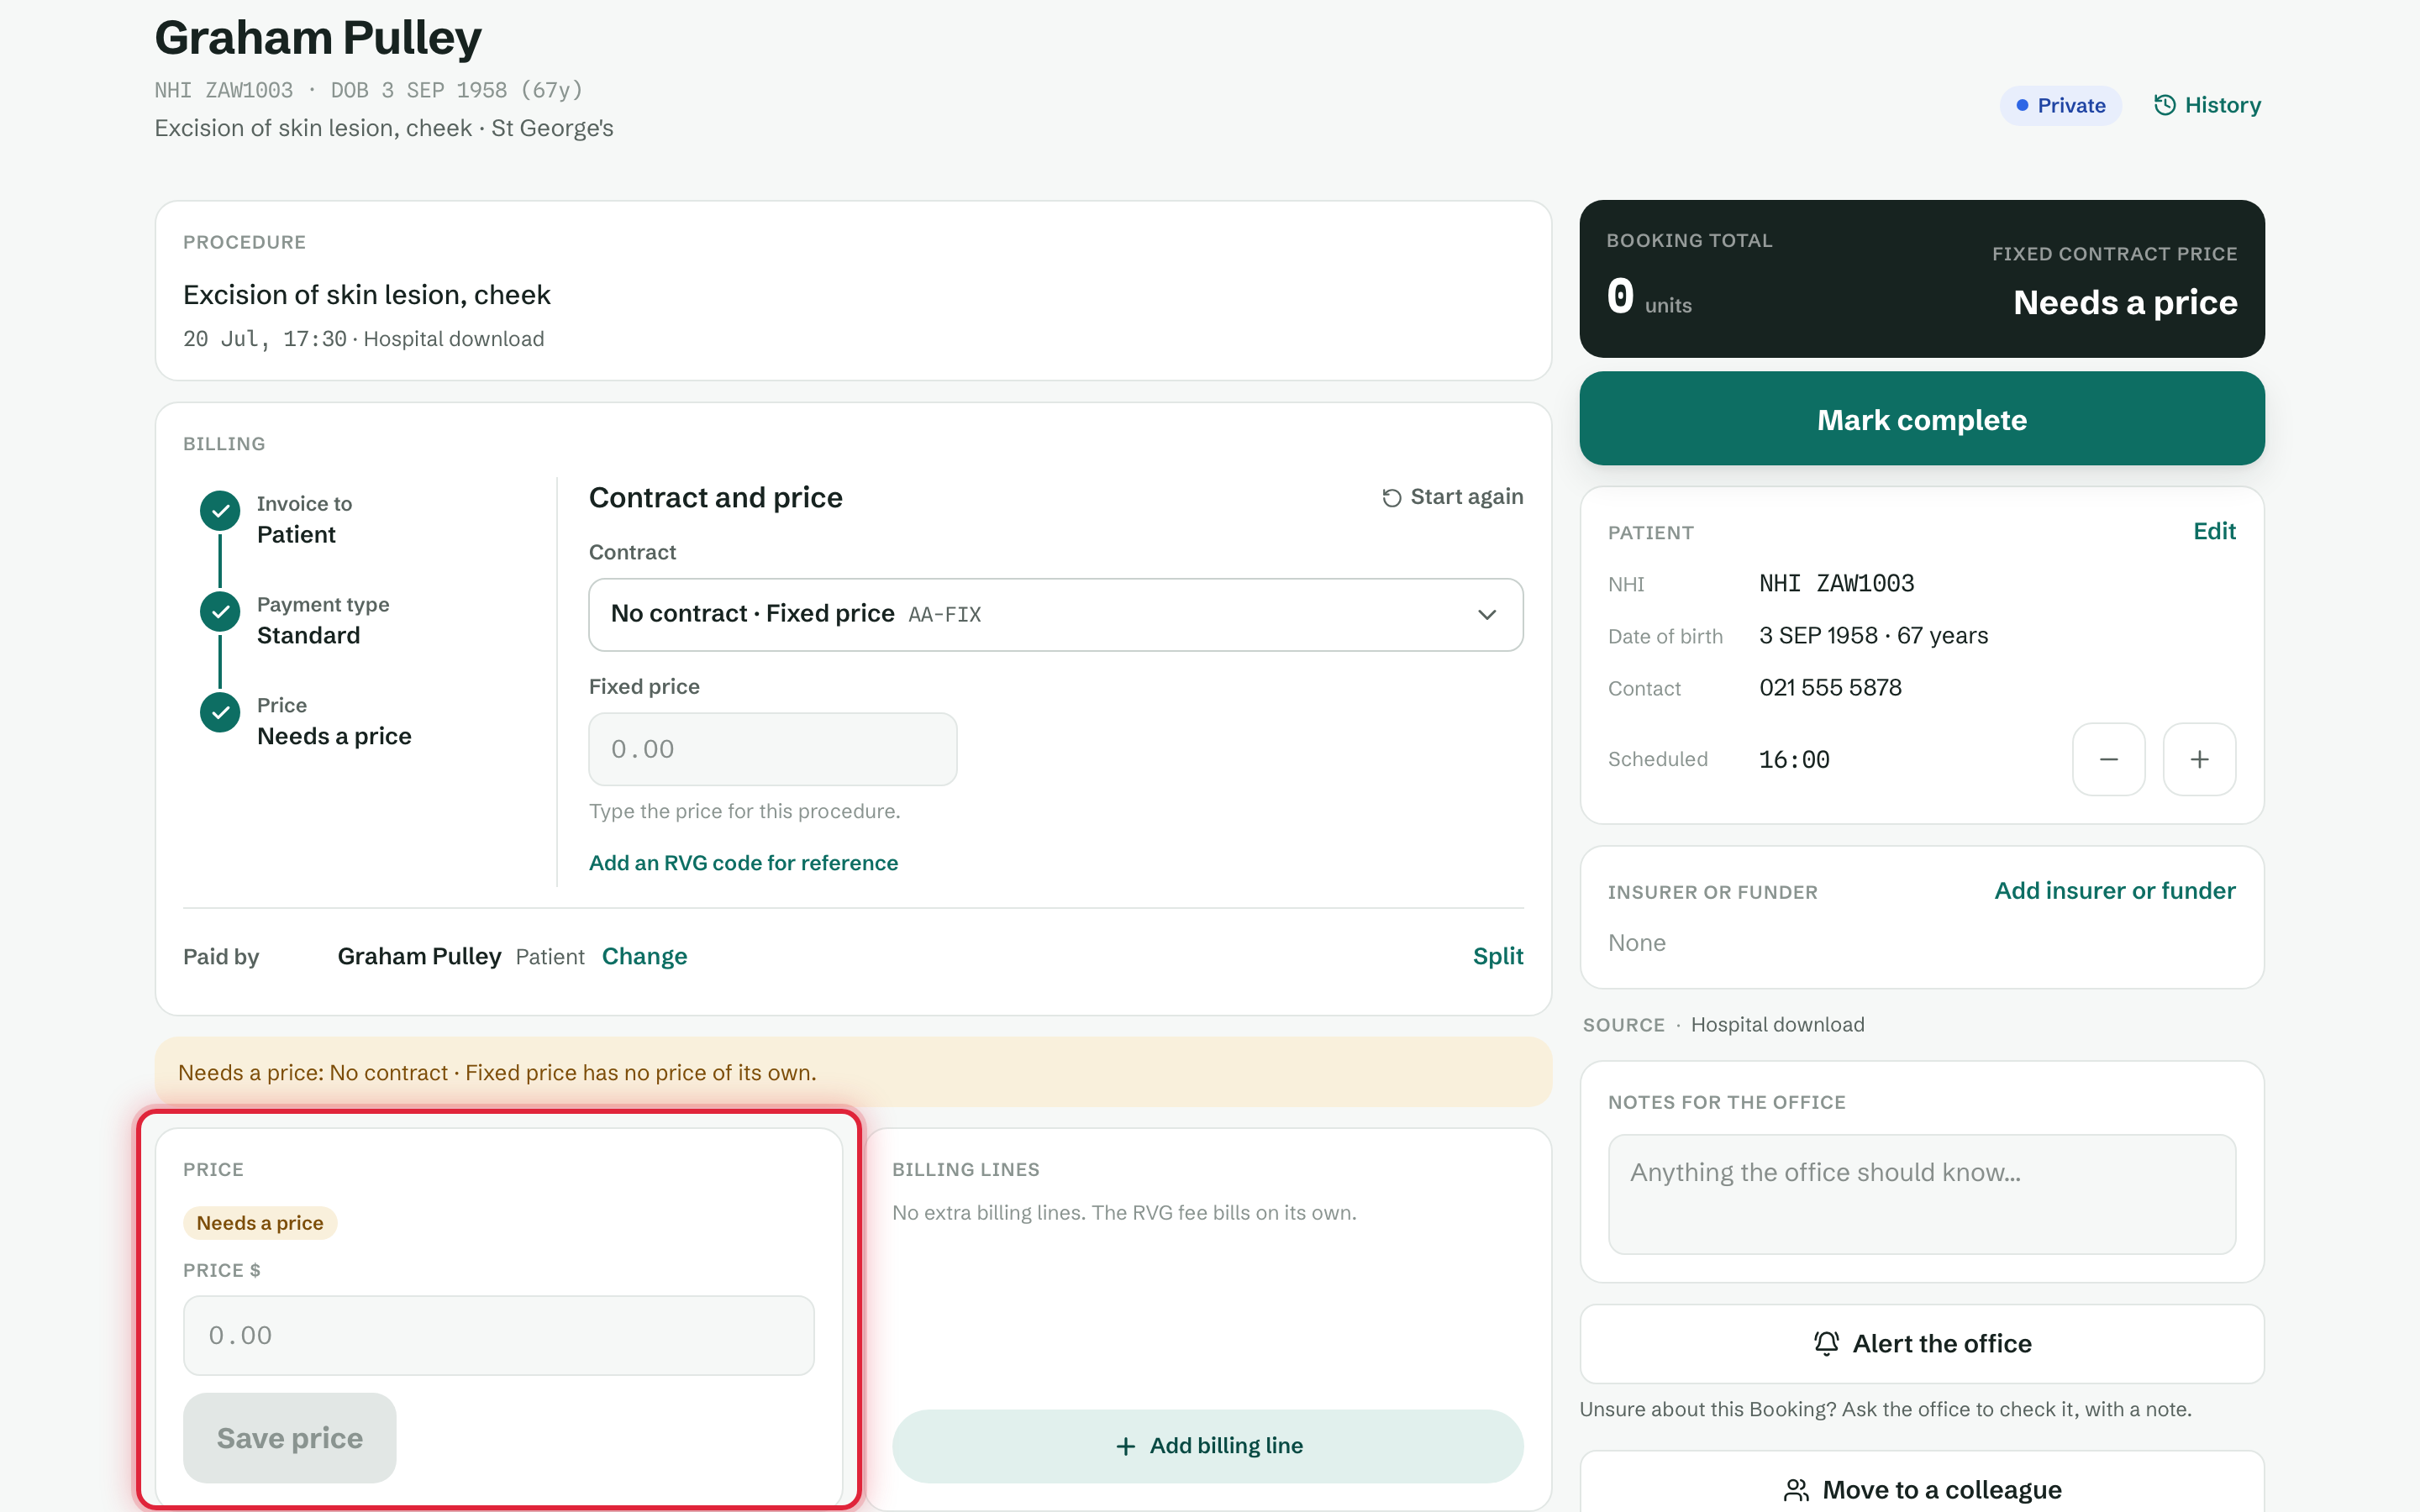 Graham Pulley
NHI ZAW1003 · DOB 3 SEP 1958 (67y)
Excision of skin lesion, cheek · St George's
Private
History
PROCEDURE
Excision of skin lesion, cheek
20 Jul, 17:30 · Hospital download
BILLING
Invoice to
Patient
Payment type
Standard
Price
Needs a price
Contract and price
Start again
Contract
No contract · Fixed price AA-FIX
Fixed price
0.00
Type the price for this procedure.
Add an RVG code for reference
Paid by Graham Pulley Patient Change Split
Needs a price: No contract · Fixed price has no price of its own.
PRICE
Needs a price
PRICE $
0.00
Save price
BILLING LINES
No extra billing lines. The RVG fee bills on its own.
+ Add billing line
BOOKING TOTAL
0 units
FIXED CONTRACT PRICE
Needs a price
Mark complete
PATIENT Edit
NHI NHI ZAW1003
Date of birth 3 SEP 1958 · 67 years
Contact 021 555 5878
Scheduled 16:00 − +
INSURER OR FUNDER Add insurer or funder
None
SOURCE · Hospital download
NOTES FOR THE OFFICE
Anything the office should know...
Alert the office
Unsure about this Booking? Ask the office to check it, with a note.
Move to a colleague